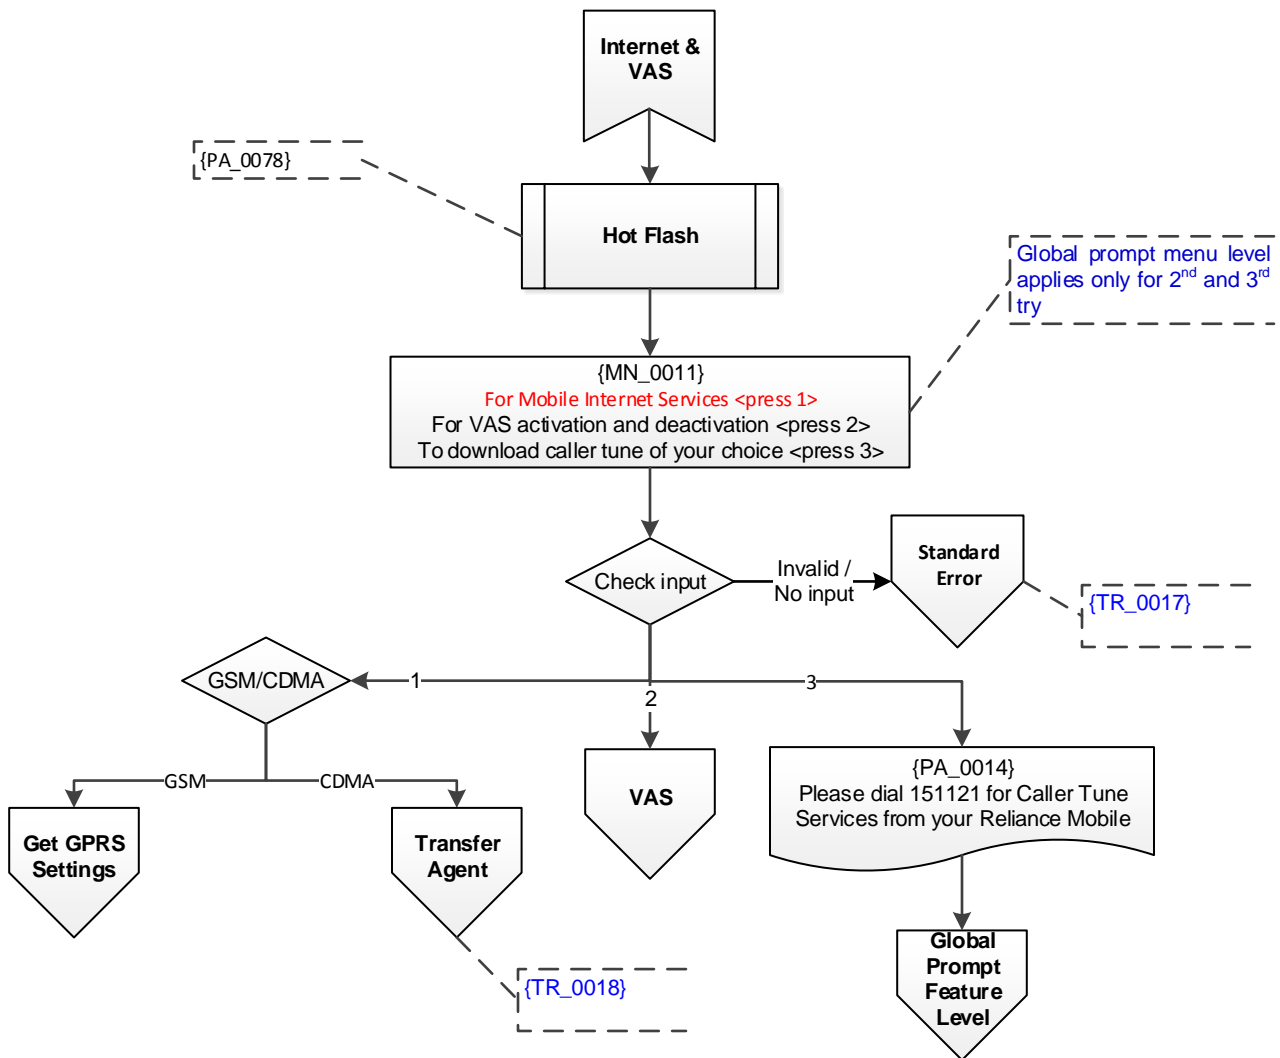 Internet &
VAS
{PA_0078}
Hot Flash
Global prompt menu level
applies only for 2nd and 3rd
try
{MN_0011}
For Mobile Internet Services <press 1>
For VAS activation and deactivation <press 2>
To download caller tune of your choice <press 3>
Check input
Invalid /
No input
Standard
Error
{TR_0017}
GSM/CDMA
1
2
3
GSM
CDMA
Get GPRS
Settings
Transfer
Agent
{TR_0018}
VAS
{PA_0014}
Please dial 151121 for Caller Tune
Services from your Reliance Mobile
Global
Prompt
Feature
Level